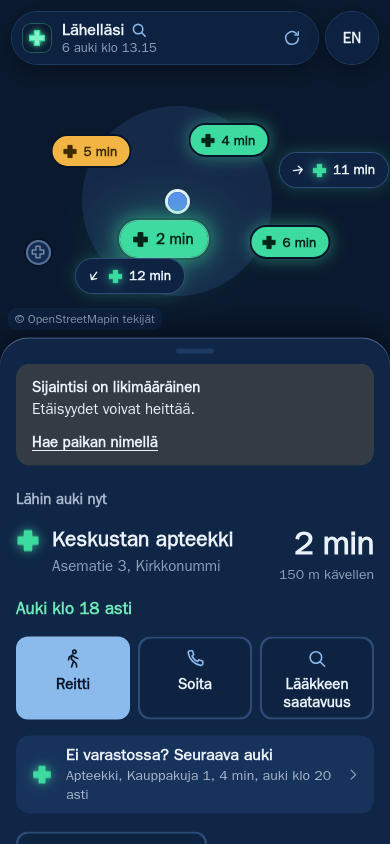 Lähelläsi
6 auki klo 13.15
EN
5 min
4 min
→ 11 min
2 min
6 min
↙ 12 min
© OpenStreetMapin tekijät
Sijaintisi on likimääräinen
Etäisyydet voivat heittää.
Hae paikan nimellä
Lähin auki nyt
Keskustan apteekki
2 min
Asematie 3, Kirkkonummi
150 m kävellen
Auki klo 18 asti
Reitti
Soita
Lääkkeen
saatavuus
Ei varastossa? Seuraava auki
Apteekki, Kauppakuja 1, 4 min, auki klo 20
asti